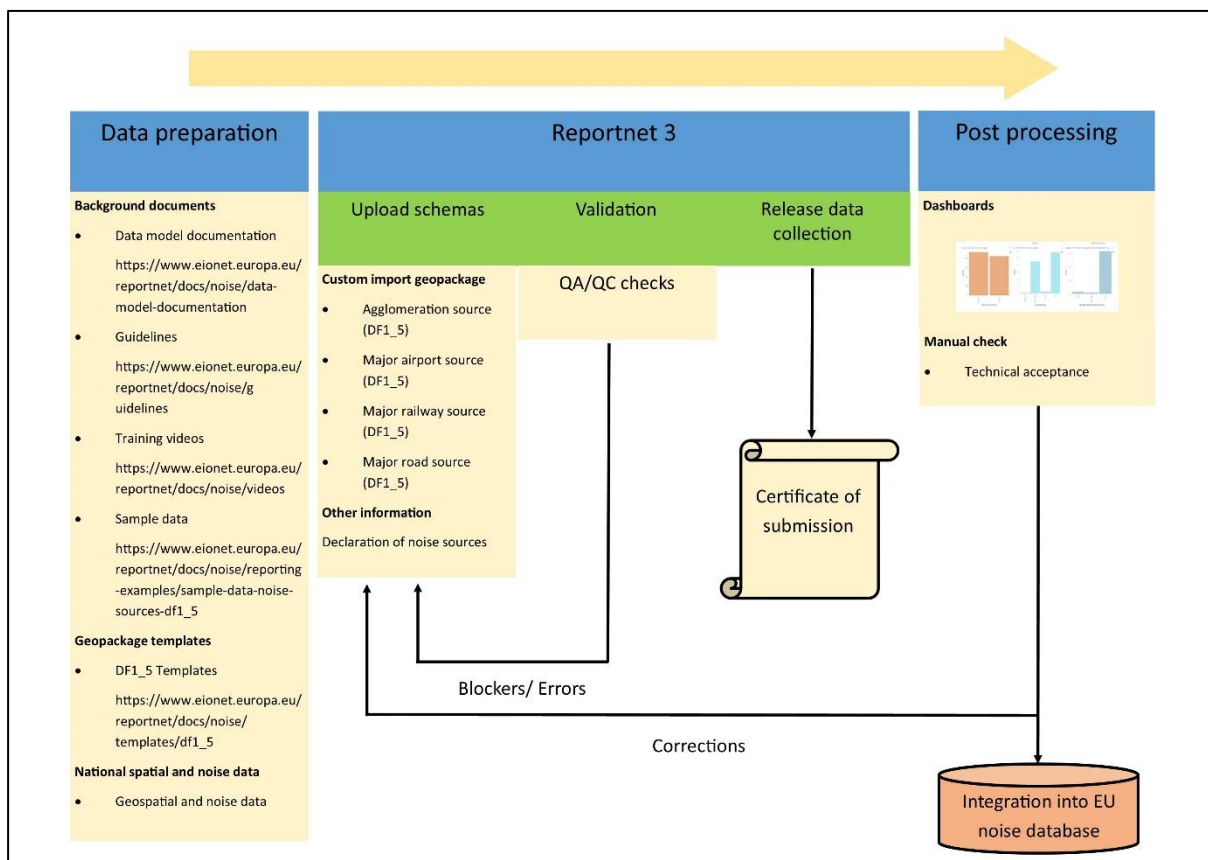 Data preparation
Background documents
• Data model documentation
https://www.eionet.europa.eu/
reportnet/docs/noise/data-
model-documentation
• Guidelines
https://www.eionet.europa.eu/
reportnet/docs/noise/g
uidelines
• Training videos
https://www.eionet.europa.eu/
reportnet/docs/noise/videos
• Sample data
https://www.eionet.europa.eu/
reportnet/docs/noise/reporting
-examples/sample-data-noise-
sources-df1_5
Geopackage templates
• DF1_5 Templates
https://www.eionet.europa.eu/
reportnet/docs/noise/
templates/df1_5
National spatial and noise data
• Geospatial and noise data
Reportnet 3
Upload schemas
Custom import geopackage
• Agglomeration source
(DF1_5)
• Major airport source
(DF1_5)
• Major railway source
(DF1_5)
• Major road source
(DF1_5)
Other information
Declaration of noise sources
Validation
QA/QC checks
Release data
collection
Certificate of
submission
Blockers/ Errors
Corrections
Post processing
Dashboards
Manual check
• Technical acceptance
Integration into EU
noise database